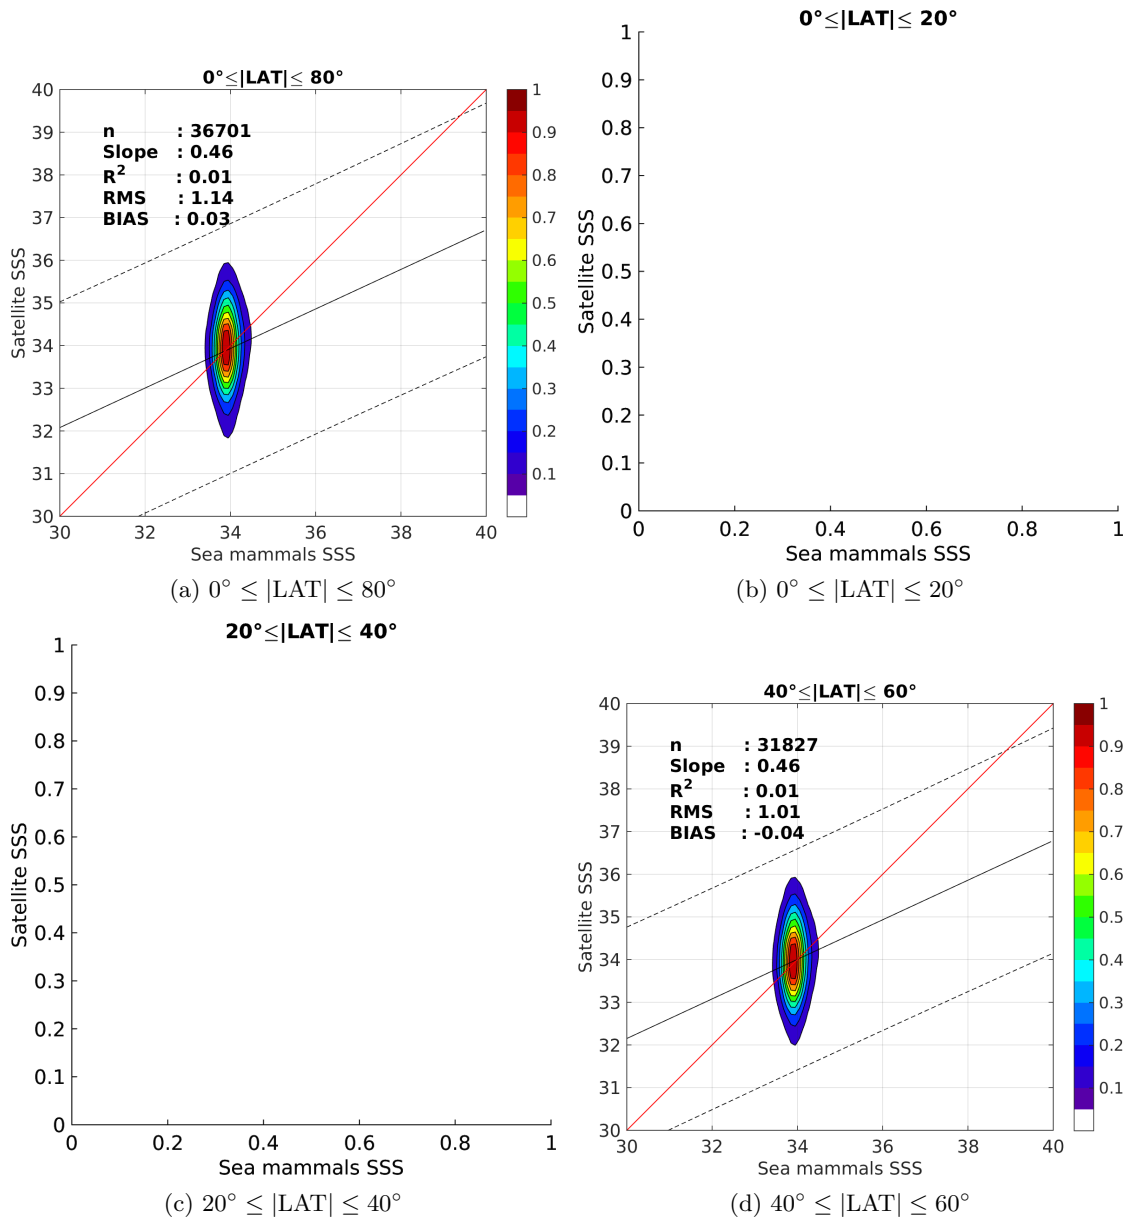 0°≤|LAT|≤ 80°
40
39
38
37
36
35
34
33
32
31
30
Satellite SSS
n : 36701
Slope : 0.46
R² : 0.01
RMS : 1.14
BIAS : 0.03
30 32 34 36 38 40
Sea mammals SSS
1
0.9
0.8
0.7
0.6
0.5
0.4
0.3
0.2
0.1
(a) 0° ≤ |LAT| ≤ 80°
0°≤|LAT|≤ 20°
1
0.9
0.8
0.7
0.6
0.5
0.4
0.3
0.2
0.1
0
Satellite SSS
0 0.2 0.4 0.6 0.8 1
Sea mammals SSS
(b) 0° ≤ |LAT| ≤ 20°
20°≤|LAT|≤ 40°
1
0.9
0.8
0.7
0.6
0.5
0.4
0.3
0.2
0.1
0
Satellite SSS
0 0.2 0.4 0.6 0.8 1
Sea mammals SSS
(c) 20° ≤ |LAT| ≤ 40°
40°≤|LAT|≤ 60°
40
39
38
37
36
35
34
33
32
31
30
Satellite SSS
n : 31827
Slope : 0.46
R² : 0.01
RMS : 1.01
BIAS : -0.04
30 32 34 36 38 40
Sea mammals SSS
1
0.9
0.8
0.7
0.6
0.5
0.4
0.3
0.2
0.1
(d) 40° ≤ |LAT| ≤ 60°